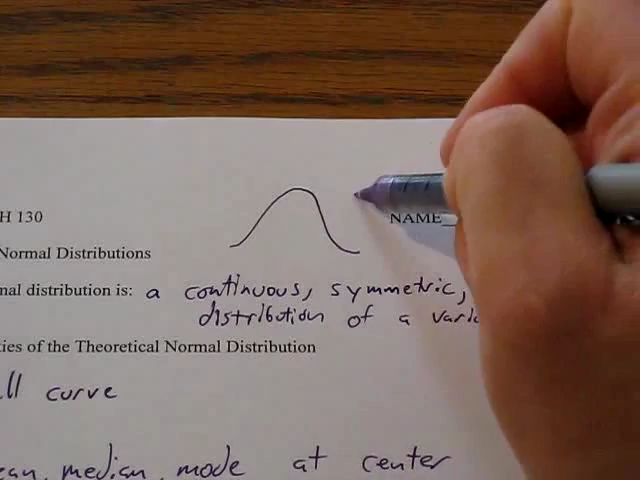 H 130
NAME
Normal Distributions
nal distribution is: a continuous, symmetric,
distribution of a varia
ties of the Theoretical Normal Distribution
ll curve
ean, median, mode at center